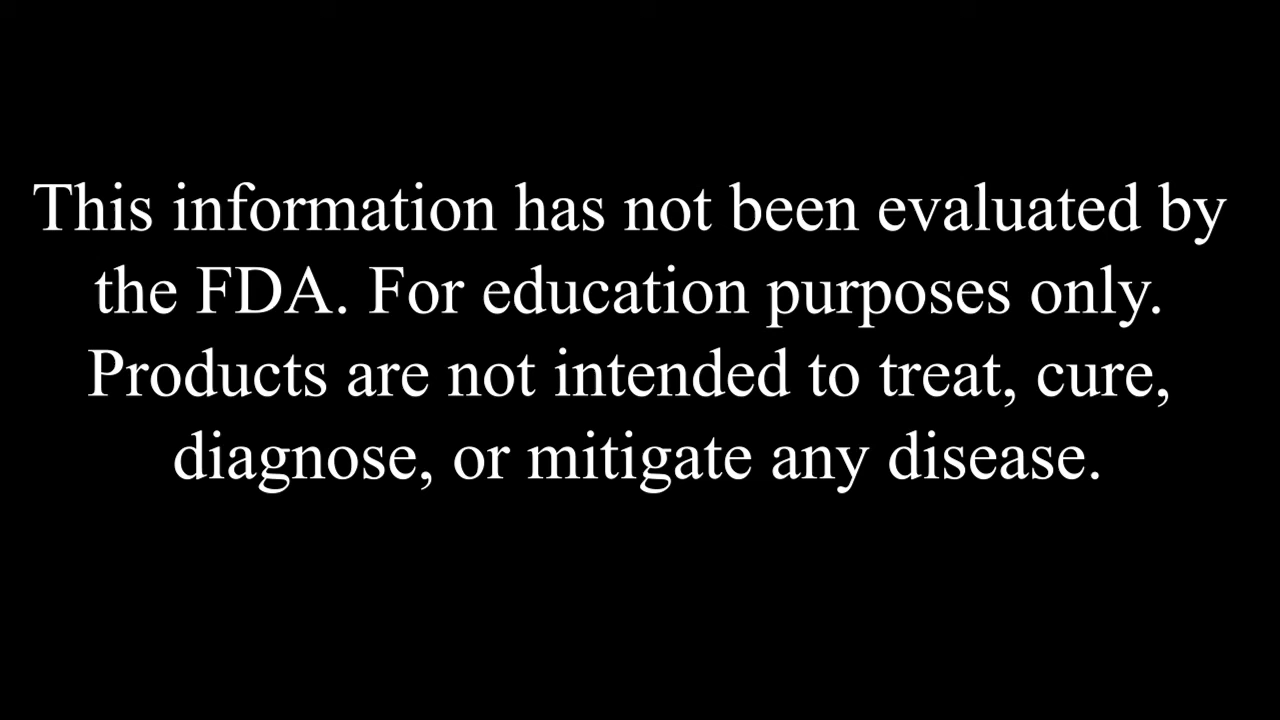 This information has not been evaluated by
the FDA. For education purposes only.
Products are not intended to treat, cure,
diagnose, or mitigate any disease.